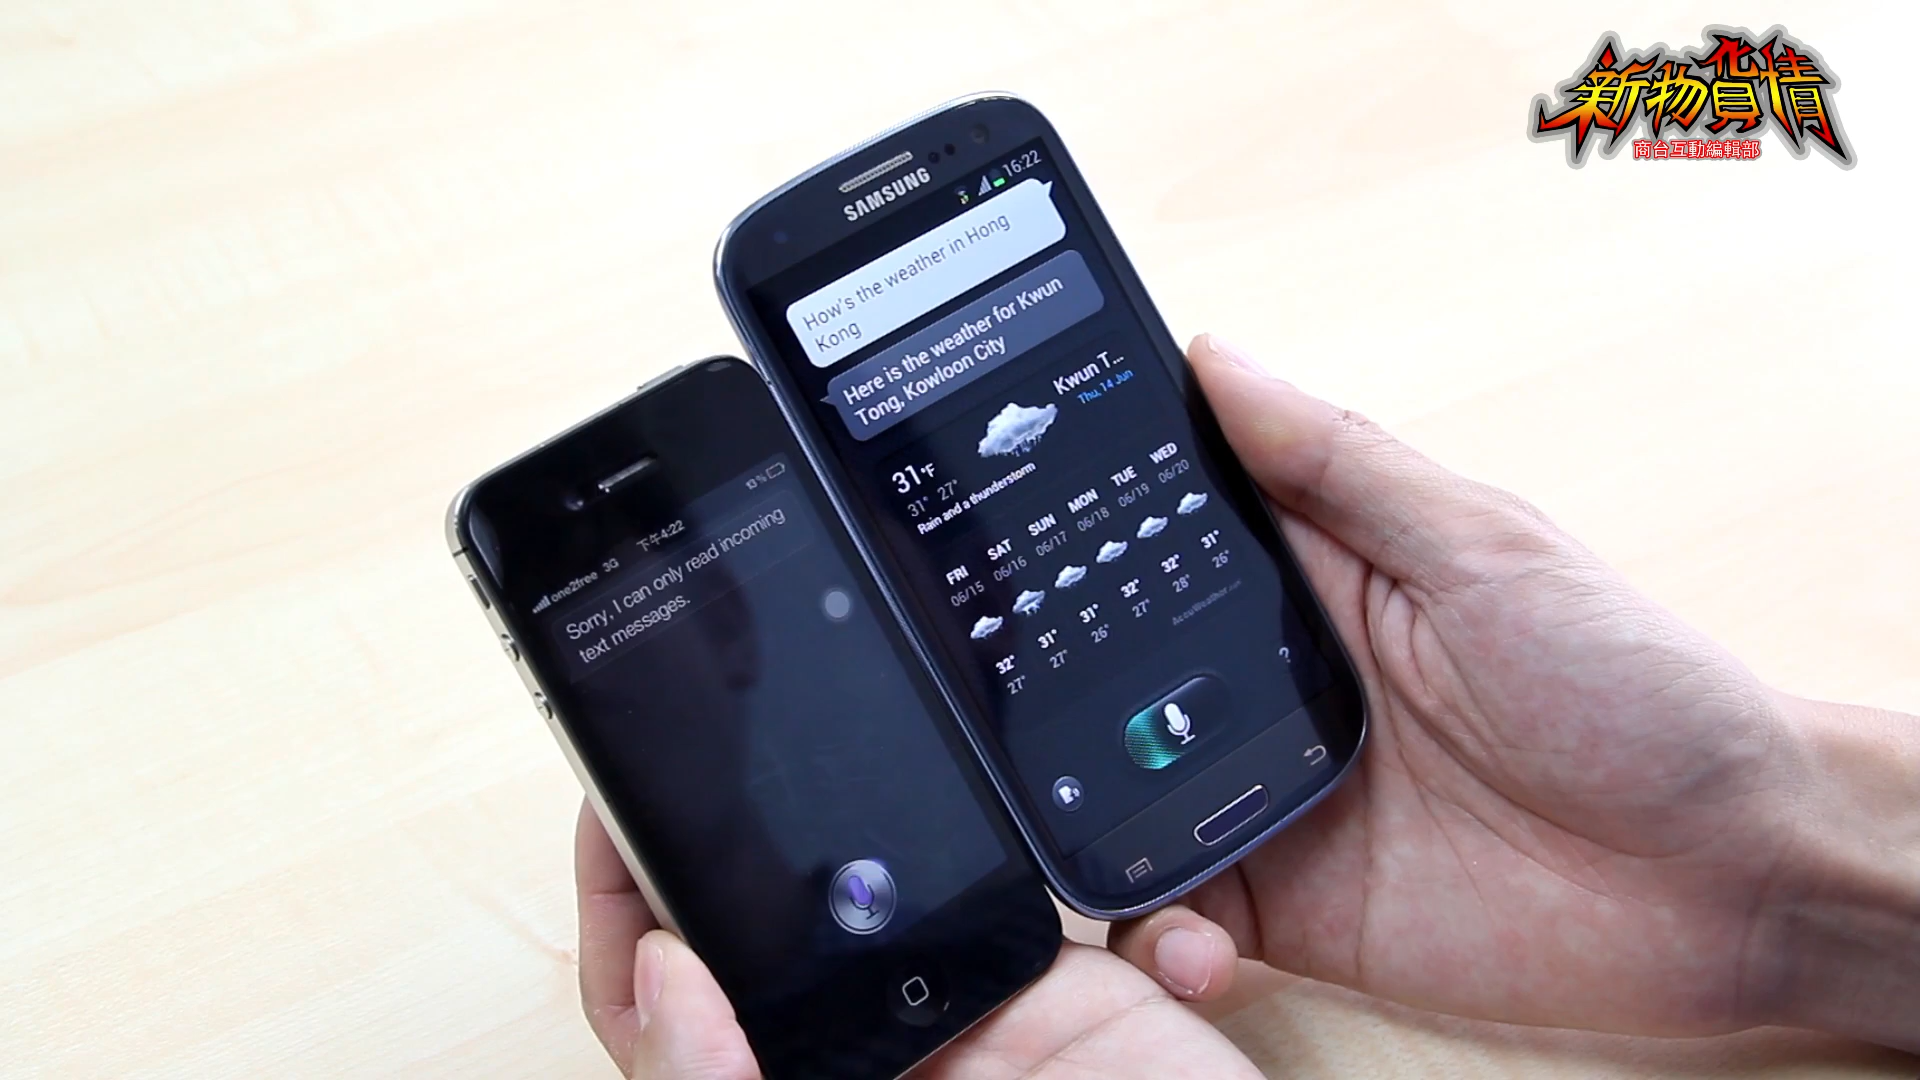 新物貨情
商台互動編輯部
SAMSUNG
16:22
How's the weather in Hong
Kong
Here is the weather for Kwun
Tong, Kowloon City
Kwun T...
Thu, 14 Jun
31°F
31° 27°
Rain and a thunderstorm
FRI SAT SUN MON TUE WED
06/15 06/16 06/17 06/18 06/19 06/20
32° 31° 31° 32° 32° 31°
27° 27° 26° 27° 28° 26°
AccuWeather.com
?
one2free 3G 下午4:22 13%
Sorry, I can only read incoming
text messages.